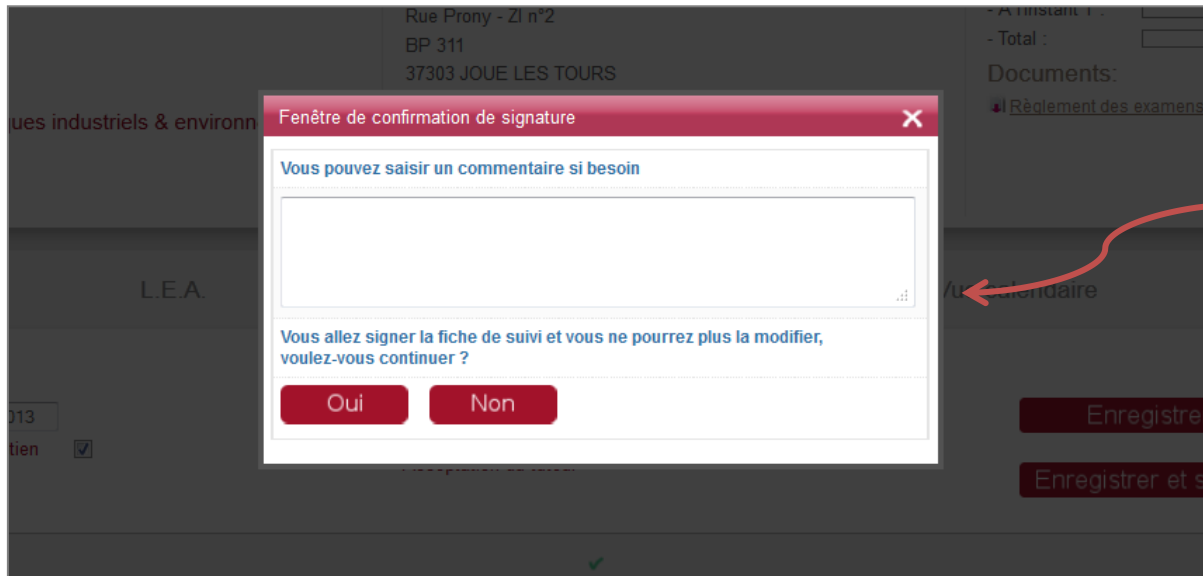 Rue Prony - ZI n°2
BP 311
37303 JOUE LES TOURS
- A l'instant T :
- Total :
Documents:
Règlement des examens
ques industriels & environn
Fenêtre de confirmation de signature
Vous pouvez saisir un commentaire si besoin
L.E.A.
Vue calendaire
Vous allez signer la fiche de suivi et vous ne pourrez plus la modifier,
voulez-vous continuer ?
Oui Non
013
tien
Enregistre
Enregistrer et s